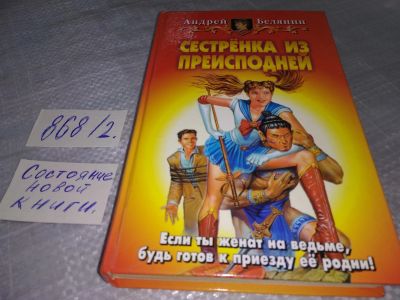 Андрей Белянин
СЕСТРЁНКА ИЗ
ПРЕИСПОДНЕЙ
868/2.
Состояние
новой
книги.
Если ты женат на ведьме,
будь готов к приезду её родни!